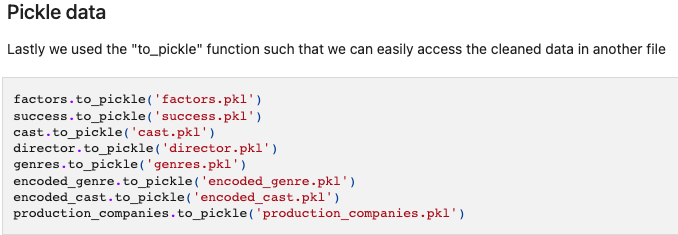 Pickle data
Lastly we used the "to_pickle" function such that we can easily access the cleaned data in another file
factors.to_pickle('factors.pkl')
success.to_pickle('success.pkl')
cast.to_pickle('cast.pkl')
director.to_pickle('director.pkl')
genres.to_pickle('genres.pkl')
encoded_genre.to_pickle('encoded_genre.pkl')
encoded_cast.to_pickle('encoded_cast.pkl')
production_companies.to_pickle('production_companies.pkl')